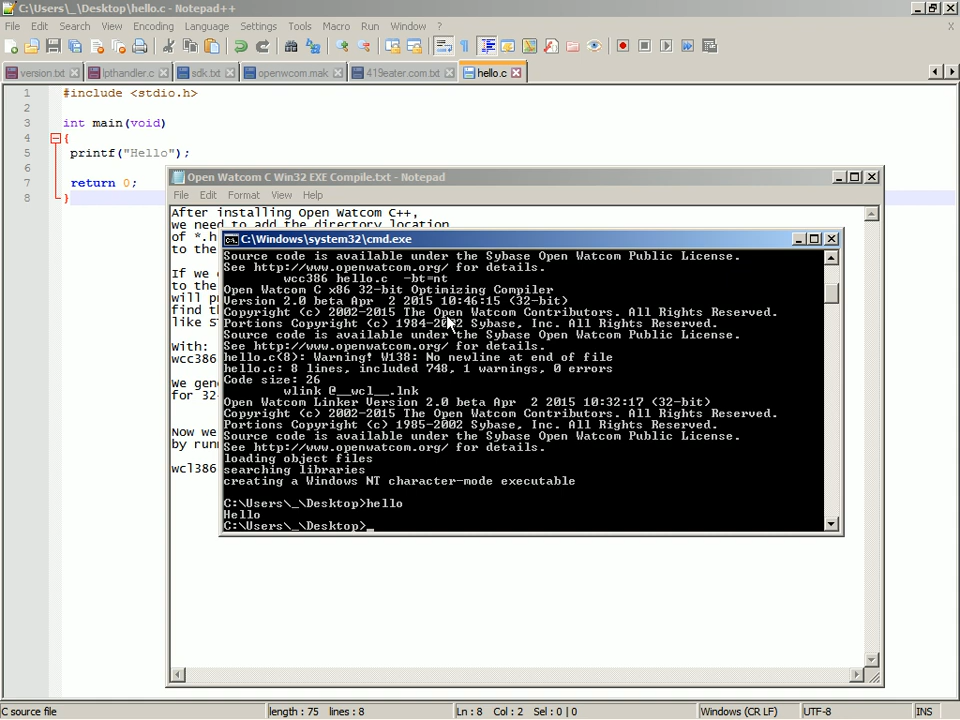 C:\Users\_\Desktop\hello.c - Notepad++
File Edit Search View Encoding Language Settings Tools Macro Run Window ? X
version.txt lpthandler.c sdk.txt openwcom.mak 419eater.com.txt hello.c
1 #include <stdio.h>
2
3 int main(void)
4 {
5 printf("Hello");
6
7 return 0;
8 }
Open Watcom C Win32 EXE Compile.txt - Notepad
File Edit Format View Help
After installing Open Watcom C++,
we need to add the directory location
of *.h
to the
If we
to the
will
find
like
With:
wcc386
We gen
for 32
Now we
by run
wcl386
C:\Windows\system32\cmd.exe
Source code is available under the Sybase Open Watcom Public License.
See http://www.openwatcom.org/ for details.
wcc386 hello.c -bt=nt
Open Watcom C x86 32-bit Optimizing Compiler
Version 2.0 beta Apr 2 2015 10:46:15 (32-bit)
Copyright (c) 2002-2015 The Open Watcom Contributors. All Rights Reserved.
Portions Copyright (c) 1984-2002 Sybase, Inc. All Rights Reserved.
Source code is available under the Sybase Open Watcom Public License.
See http://www.openwatcom.org/ for details.
hello.c(8): Warning! W138: No newline at end of file
hello.c: 8 lines, included 748, 1 warnings, 0 errors
Code size: 26
wlink @__wcl__.lnk
Open Watcom Linker Version 2.0 beta Apr 2 2015 10:32:17 (32-bit)
Copyright (c) 2002-2015 The Open Watcom Contributors. All Rights Reserved.
Portions Copyright (c) 1985-2002 Sybase, Inc. All Rights Reserved.
Source code is available under the Sybase Open Watcom Public License.
See http://www.openwatcom.org/ for details.
loading object files
searching libraries
creating a Windows NT character-mode executable
C:\Users\_\Desktop>hello
Hello
C:\Users\_\Desktop>_
C source file length : 75 lines : 8 Ln : 8 Col : 2 Sel : 0 | 0 Windows (CR LF) UTF-8 INS